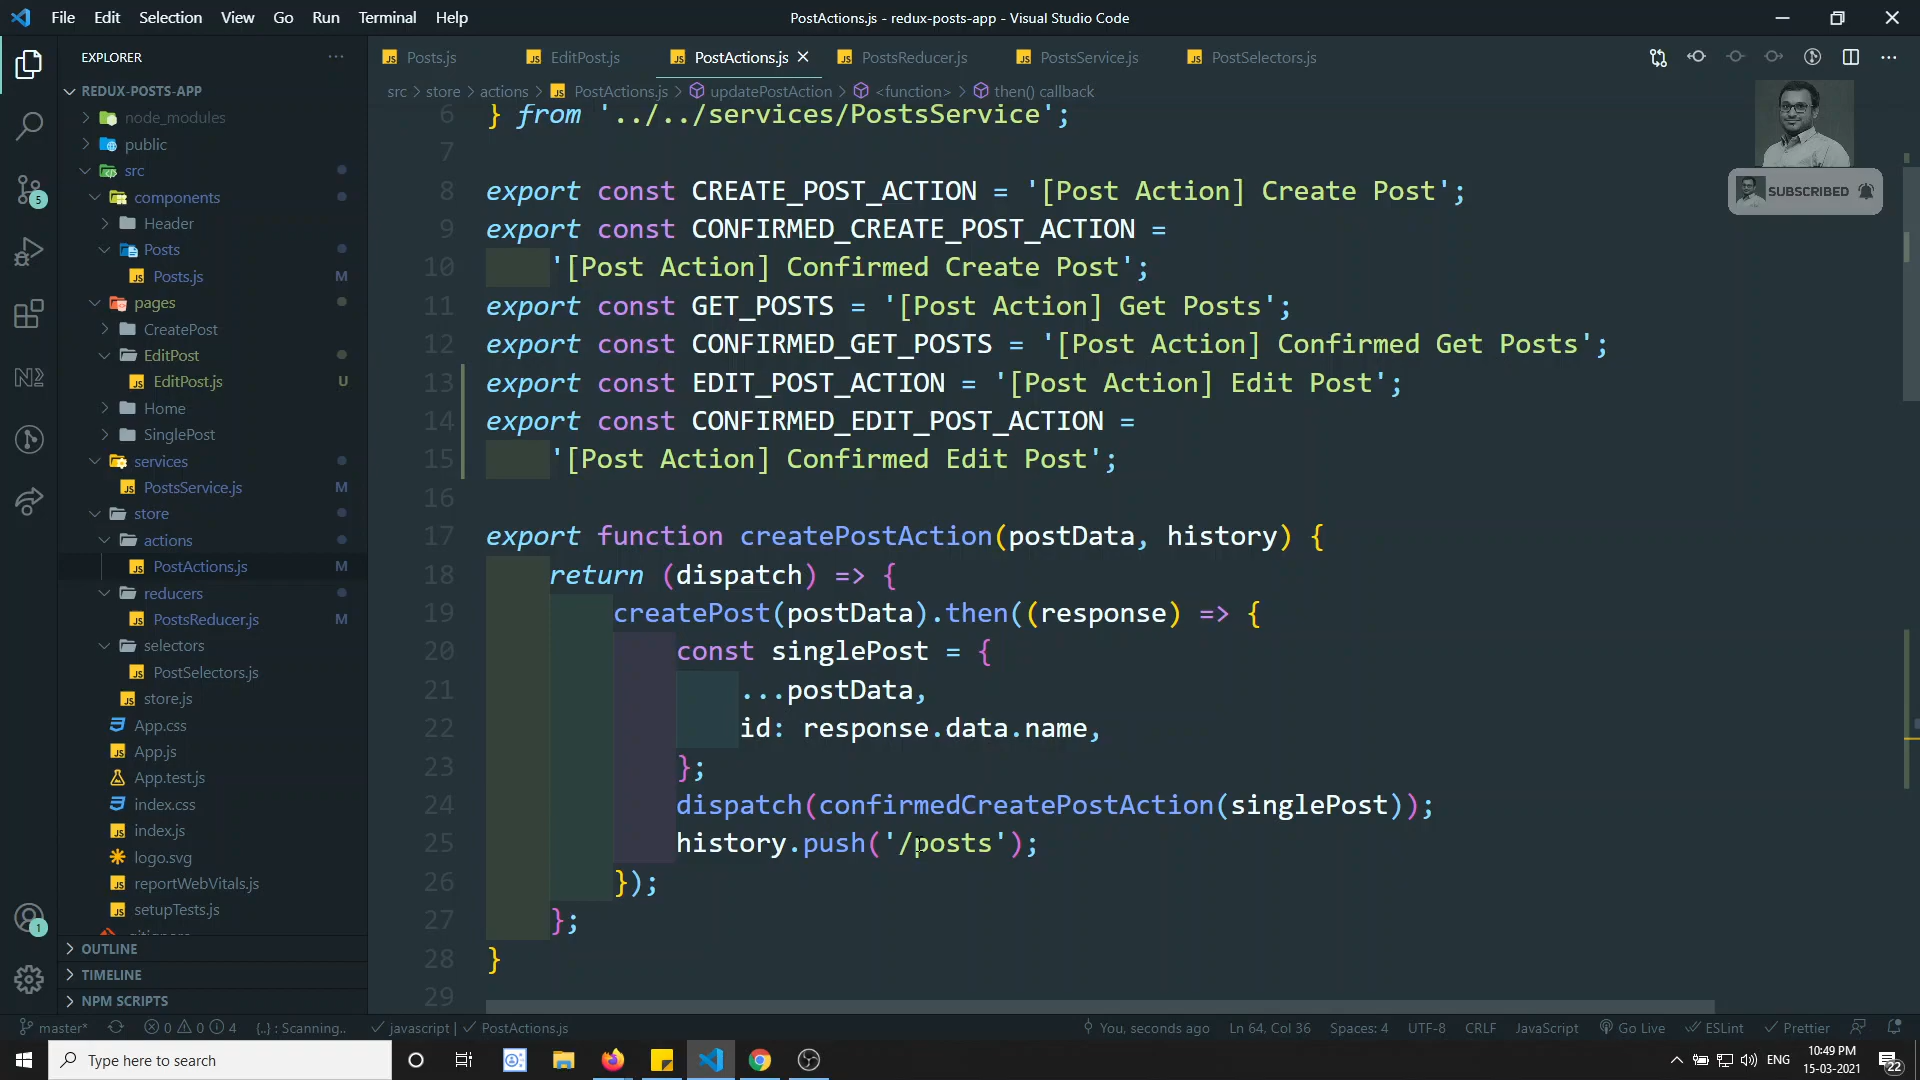 File Edit Selection View Go Run Terminal Help
PostActions.js - redux-posts-app - Visual Studio Code
EXPLORER
REDUX-POSTS-APP
node_modules
public
src
components
Header
Posts
Posts.js M
pages
CreatePost
EditPost
EditPost.js U
Home
SinglePost
services
PostsService.js M
store
actions
PostActions.js M
reducers
PostsReducer.js M
selectors
PostSelectors.js
store.js
App.css
App.js
App.test.js
index.css
index.js
logo.svg
reportWebVitals.js
setupTests.js
.gitignore
OUTLINE
TIMELINE
NPM SCRIPTS
5
1
Posts.js EditPost.js PostActions.js PostsReducer.js PostsService.js PostSelectors.js
src > store > actions > PostActions.js > updatePostAction > <function> > then() callback
6 } from '../../services/PostsService';
7
8 export const CREATE_POST_ACTION = '[Post Action] Create Post';
9 export const CONFIRMED_CREATE_POST_ACTION =
10 '[Post Action] Confirmed Create Post';
11 export const GET_POSTS = '[Post Action] Get Posts';
12 export const CONFIRMED_GET_POSTS = '[Post Action] Confirmed Get Posts';
13 export const EDIT_POST_ACTION = '[Post Action] Edit Post';
14 export const CONFIRMED_EDIT_POST_ACTION =
15 '[Post Action] Confirmed Edit Post';
16
17 export function createPostAction(postData, history) {
18 return (dispatch) => {
19 createPost(postData).then((response) => {
20 const singlePost = {
21 ...postData,
22 id: response.data.name,
23 };
24 dispatch(confirmedCreatePostAction(singlePost));
25 history.push('/posts');
26 });
27 };
28 }
29
SUBSCRIBED
master* 0 0 4 {..} : Scanning.. javascript | PostActions.js
You, seconds ago Ln 64, Col 36 Spaces: 4 UTF-8 CRLF JavaScript Go Live ESLint Prettier
Type here to search
ENG
10:49 PM
15-03-2021
22